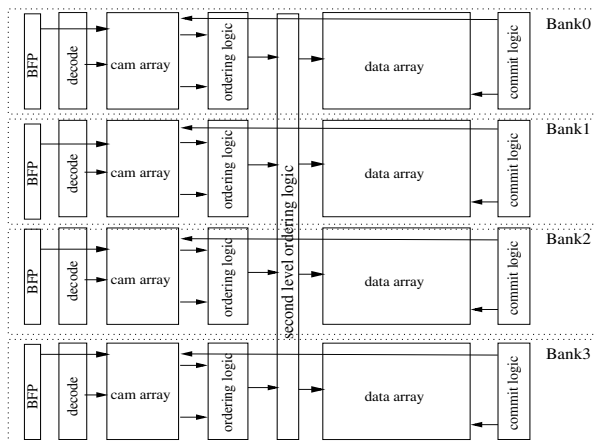 Bank0
BFP
decode
cam array
ordering logic
data array
commit logic
Bank1
BFP
decode
cam array
ordering logic
data array
commit logic
second level ordering logic
Bank2
BFP
decode
cam array
ordering logic
data array
commit logic
Bank3
BFP
decode
cam array
ordering logic
data array
commit logic